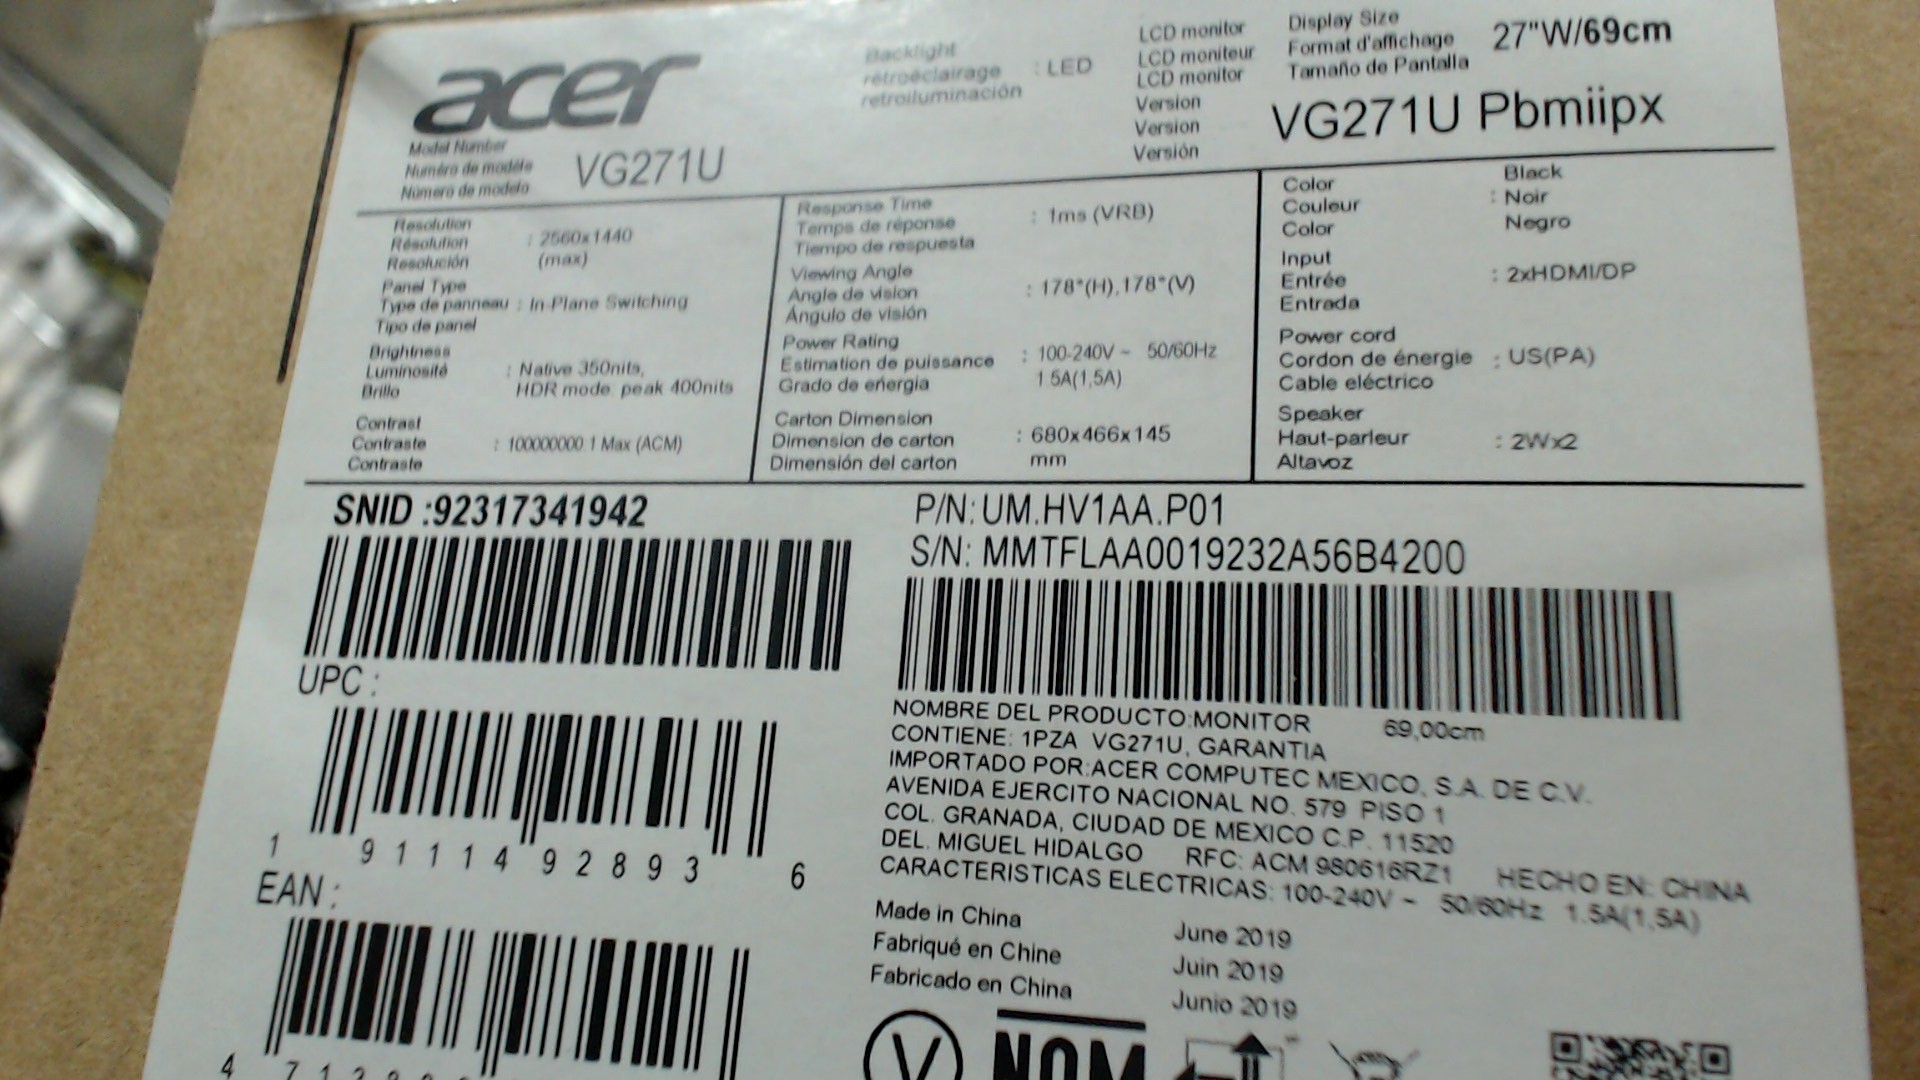 acer
Backlight
rétroéclairage : LED
retroiluminación
LCD monitor
LCD moniteur
LCD monitor
Version
Version
Versión
Display Size
Format d'affichage
Tamaño de Pantalla
27"W/69cm
VG271U Pbmiipx
Model Number
Numéro de modèle
Número de modelo
VG271U
Resolution
Résolution
Resolución
: 2560x1440
(max)
Panel Type
Type de panneau : In-Plane Switching
Tipo de panel
Brightness
Luminosité
Brillo
: Native 350nits,
HDR mode, peak 400nits
Contrast
Contraste
Contraste
: 100000000:1 Max (ACM)
Response Time
Temps de réponse
Tiempo de respuesta
: 1ms (VRB)
Viewing Angle
Angle de vision
Ángulo de visión
: 178°(H),178°(V)
Power Rating
Estimation de puissance
Grado de energia
: 100-240V ~ 50/60Hz
1.5A(1,5A)
Carton Dimension
Dimension de carton
Dimensión del carton
: 680x466x145
mm
Color
Couleur
Color
Black
: Noir
Negro
Input
Entrée
Entrada
: 2xHDMI/DP
Power cord
Cordon de énergie
Cable eléctrico
: US(PA)
Speaker
Haut-parleur
Altavoz
: 2Wx2
SNID :92317341942
UPC :
1 91114 92893 6
EAN :
P/N: UM.HV1AA.P01
S/N: MMTFLAA0019232A56B4200
NOMBRE DEL PRODUCTO:MONITOR 69,00cm
CONTIENE: 1PZA VG271U, GARANTIA
IMPORTADO POR:ACER COMPUTEC MEXICO, S.A. DE C.V.
AVENIDA EJERCITO NACIONAL NO. 579 PISO 1
COL. GRANADA, CIUDAD DE MEXICO C.P. 11520
DEL. MIGUEL HIDALGO RFC: ACM 980616RZ1 HECHO EN: CHINA
CARACTERISTICAS ELECTRICAS: 100-240V ~ 50/60Hz 1.5A(1,5A)
Made in China
Fabriqué en Chine
Fabricado en China
June 2019
Juin 2019
Junio 2019
V
NOM